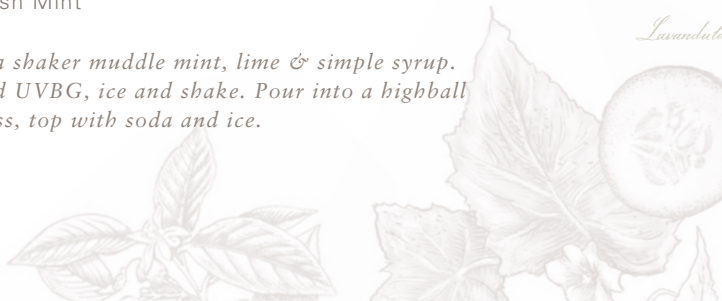 sh Mint
a shaker muddle mint, lime & simple syrup.
d UVBG, ice and shake. Pour into a highball
ss, top with soda and ice.